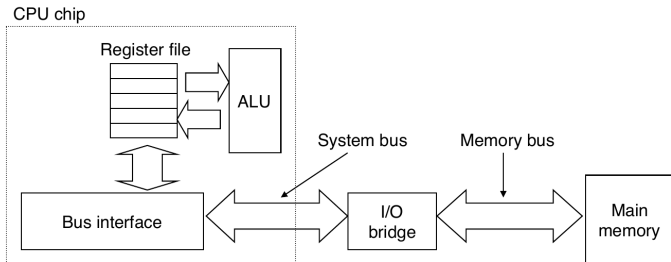 CPU chip
Register file
ALU
System bus
Memory bus
Bus interface
I/O
bridge
Main
memory